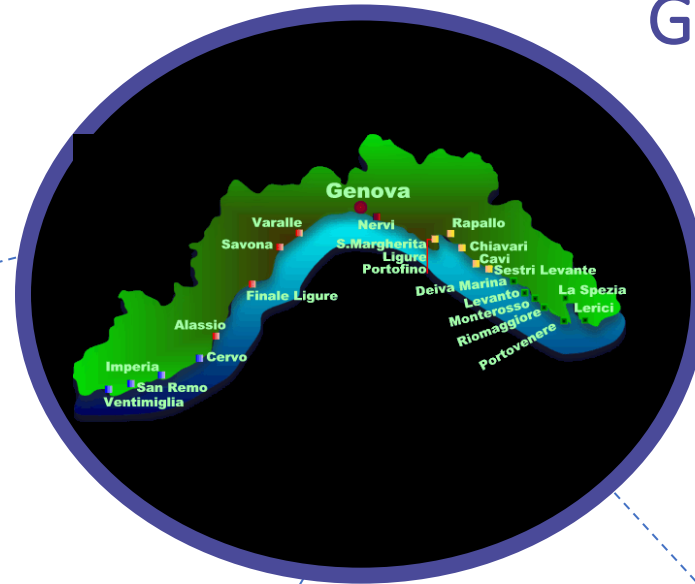 G
Genova
Varalle
Nervi
Rapallo
Savona
S.Margherita
Ligure
Portofino
Chiavari
Cavi
Sestri Levante
Finale Ligure
Deiva Marina
Levanto
Monterosso
Riomaggiore
Portovenere
La Spezia
Lerici
Alassio
Cervo
Imperia
San Remo
Ventimiglia